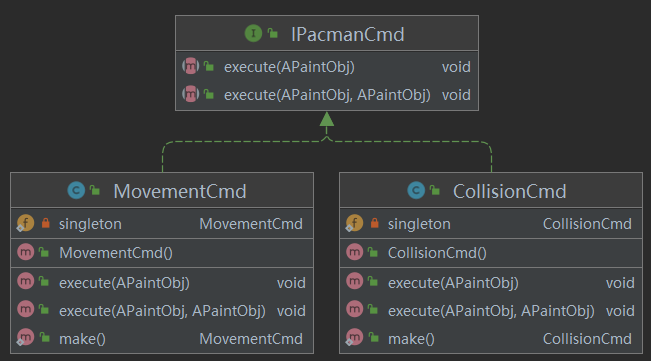 IPacmanCmd
execute(APaintObj) void
execute(APaintObj, APaintObj) void
MovementCmd
singleton MovementCmd
MovementCmd()
execute(APaintObj) void
execute(APaintObj, APaintObj) void
make() MovementCmd
CollisionCmd
singleton CollisionCmd
CollisionCmd()
execute(APaintObj) void
execute(APaintObj, APaintObj) void
make() CollisionCmd